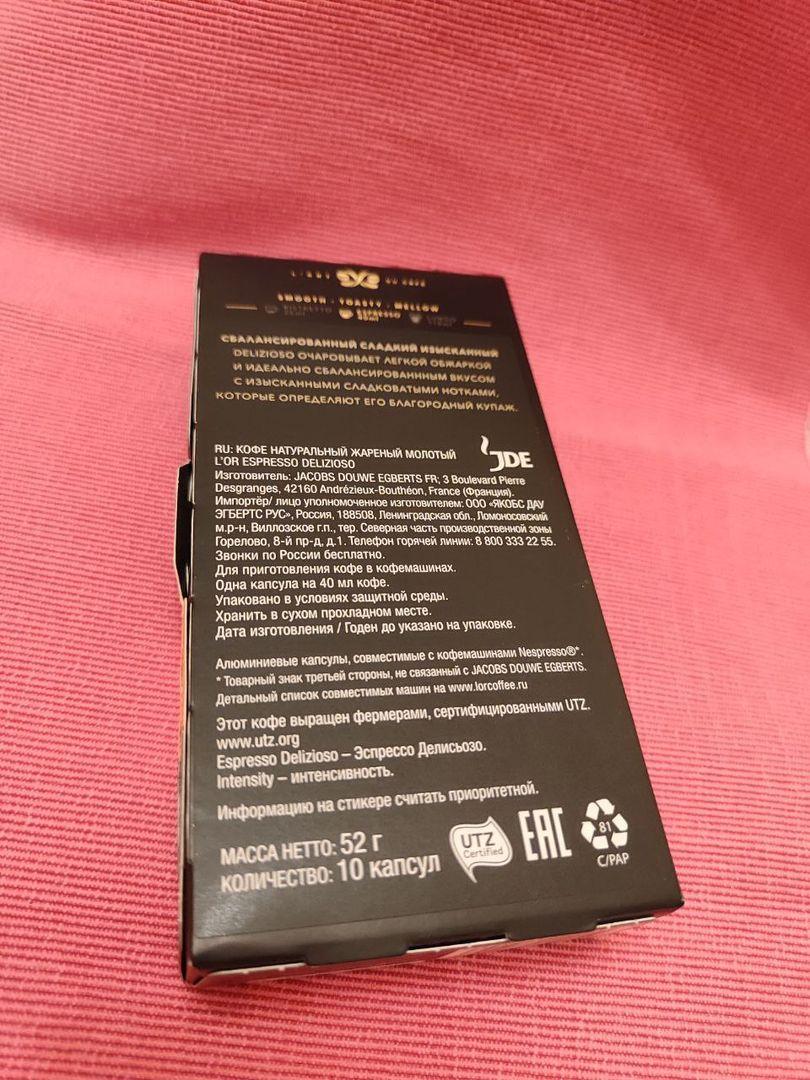 L'OR
SMOOTH · TOASTY · MELLOW
RISTRETTO ESPRESSO LUNGO
СБАЛАНСИРОВАННЫЙ СЛАДКИЙ ИЗЫСКАННЫЙ
DELIZIOSO ОЧАРОВЫВАЕТ ЛЕГКОЙ ОБЖАРКОЙ
И ИДЕАЛЬНО СБАЛАНСИРОВАНННЫМ ВКУСОМ
С ИЗЫСКАННЫМИ СЛАДКОВАТЫМИ НОТКАМИ,
КОТОРЫЕ ОПРЕДЕЛЯЮТ ЕГО БЛАГОРОДНЫЙ КУПАЖ.
RU: КОФЕ НАТУРАЛЬНЫЙ ЖАРЕНЫЙ МОЛОТЫЙ
L'OR ESPRESSO DELIZIOSO
JDE
Изготовитель: JACOBS DOUWE EGBERTS FR; 3 Boulevard Pierre
Desgranges, 42160 Andrézieux-Bouthéon, France (Франция).
Импортёр/ лицо уполномоченное изготовителем: ООО «ЯКОБС ДАУ
ЭГБЕРТС РУС», Россия, 188508, Ленинградская обл., Ломоносовский
м.р-н, Виллозское г.п., тер. Северная часть производственной зоны
Горелово, 8-й пр-д, д.1. Телефон горячей линии: 8 800 333 22 55.
Звонки по России бесплатно.
Для приготовления кофе в кофемашинах.
Одна капсула на 40 мл кофе.
Упаковано в условиях защитной среды.
Хранить в сухом прохладном месте.
Дата изготовления / Годен до указано на упаковке.
Алюминиевые капсулы, совместимые с кофемашинами Nespresso®*.
* Товарный знак третьей стороны, не связанный с JACOBS DOUWE EGBERTS.
Детальный список совместимых машин на www.lorcoffee.ru
Этот кофе выращен фермерами, сертифицированными UTZ.
www.utz.org
Espresso Delizioso – Эспрессо Делисьозо.
Intensity – интенсивность.
Информацию на стикере считать приоритетной.
МАССА НЕТТО: 52 г
КОЛИЧЕСТВО: 10 капсул
UTZ
Certified
EAC
81
C/PAP